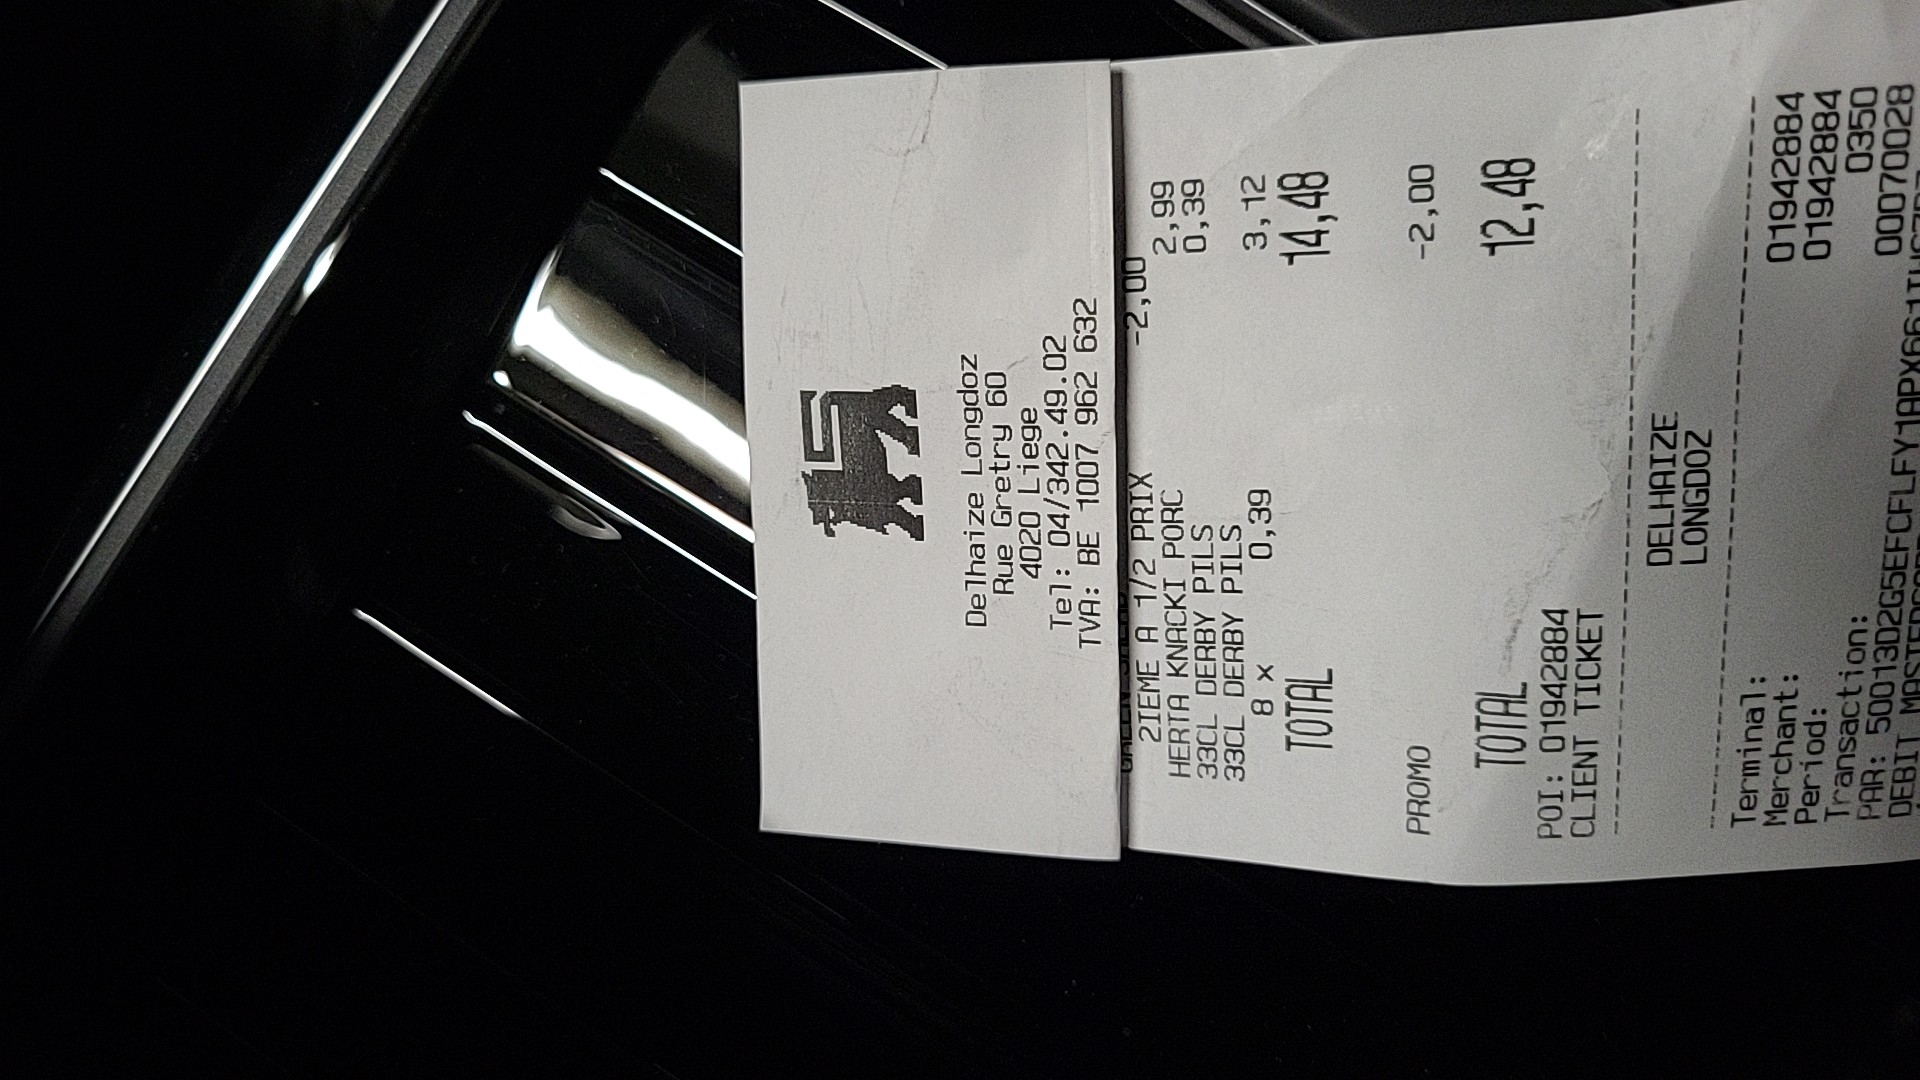 Delhaize Longdoz
Rue Gretry 60
4020 Liege
Tel: 04/342.49.02
TVA: BE 1007 962 632
2IEME A 1/2 PRIX -2,00
HERTA KNACKI PORC 2,99
33CL DERBY PILS 0,39
33CL DERBY PILS
8 x 0,39 3,12
TOTAL 14,48
PROMO -2,00
TOTAL 12,48
POI: 01942884
CLIENT TICKET
DELHAIZE
LONGDOZ
Terminal: 01942884
Merchant: 01942884
Period: 0350
Transaction: 00070028
DEBIT